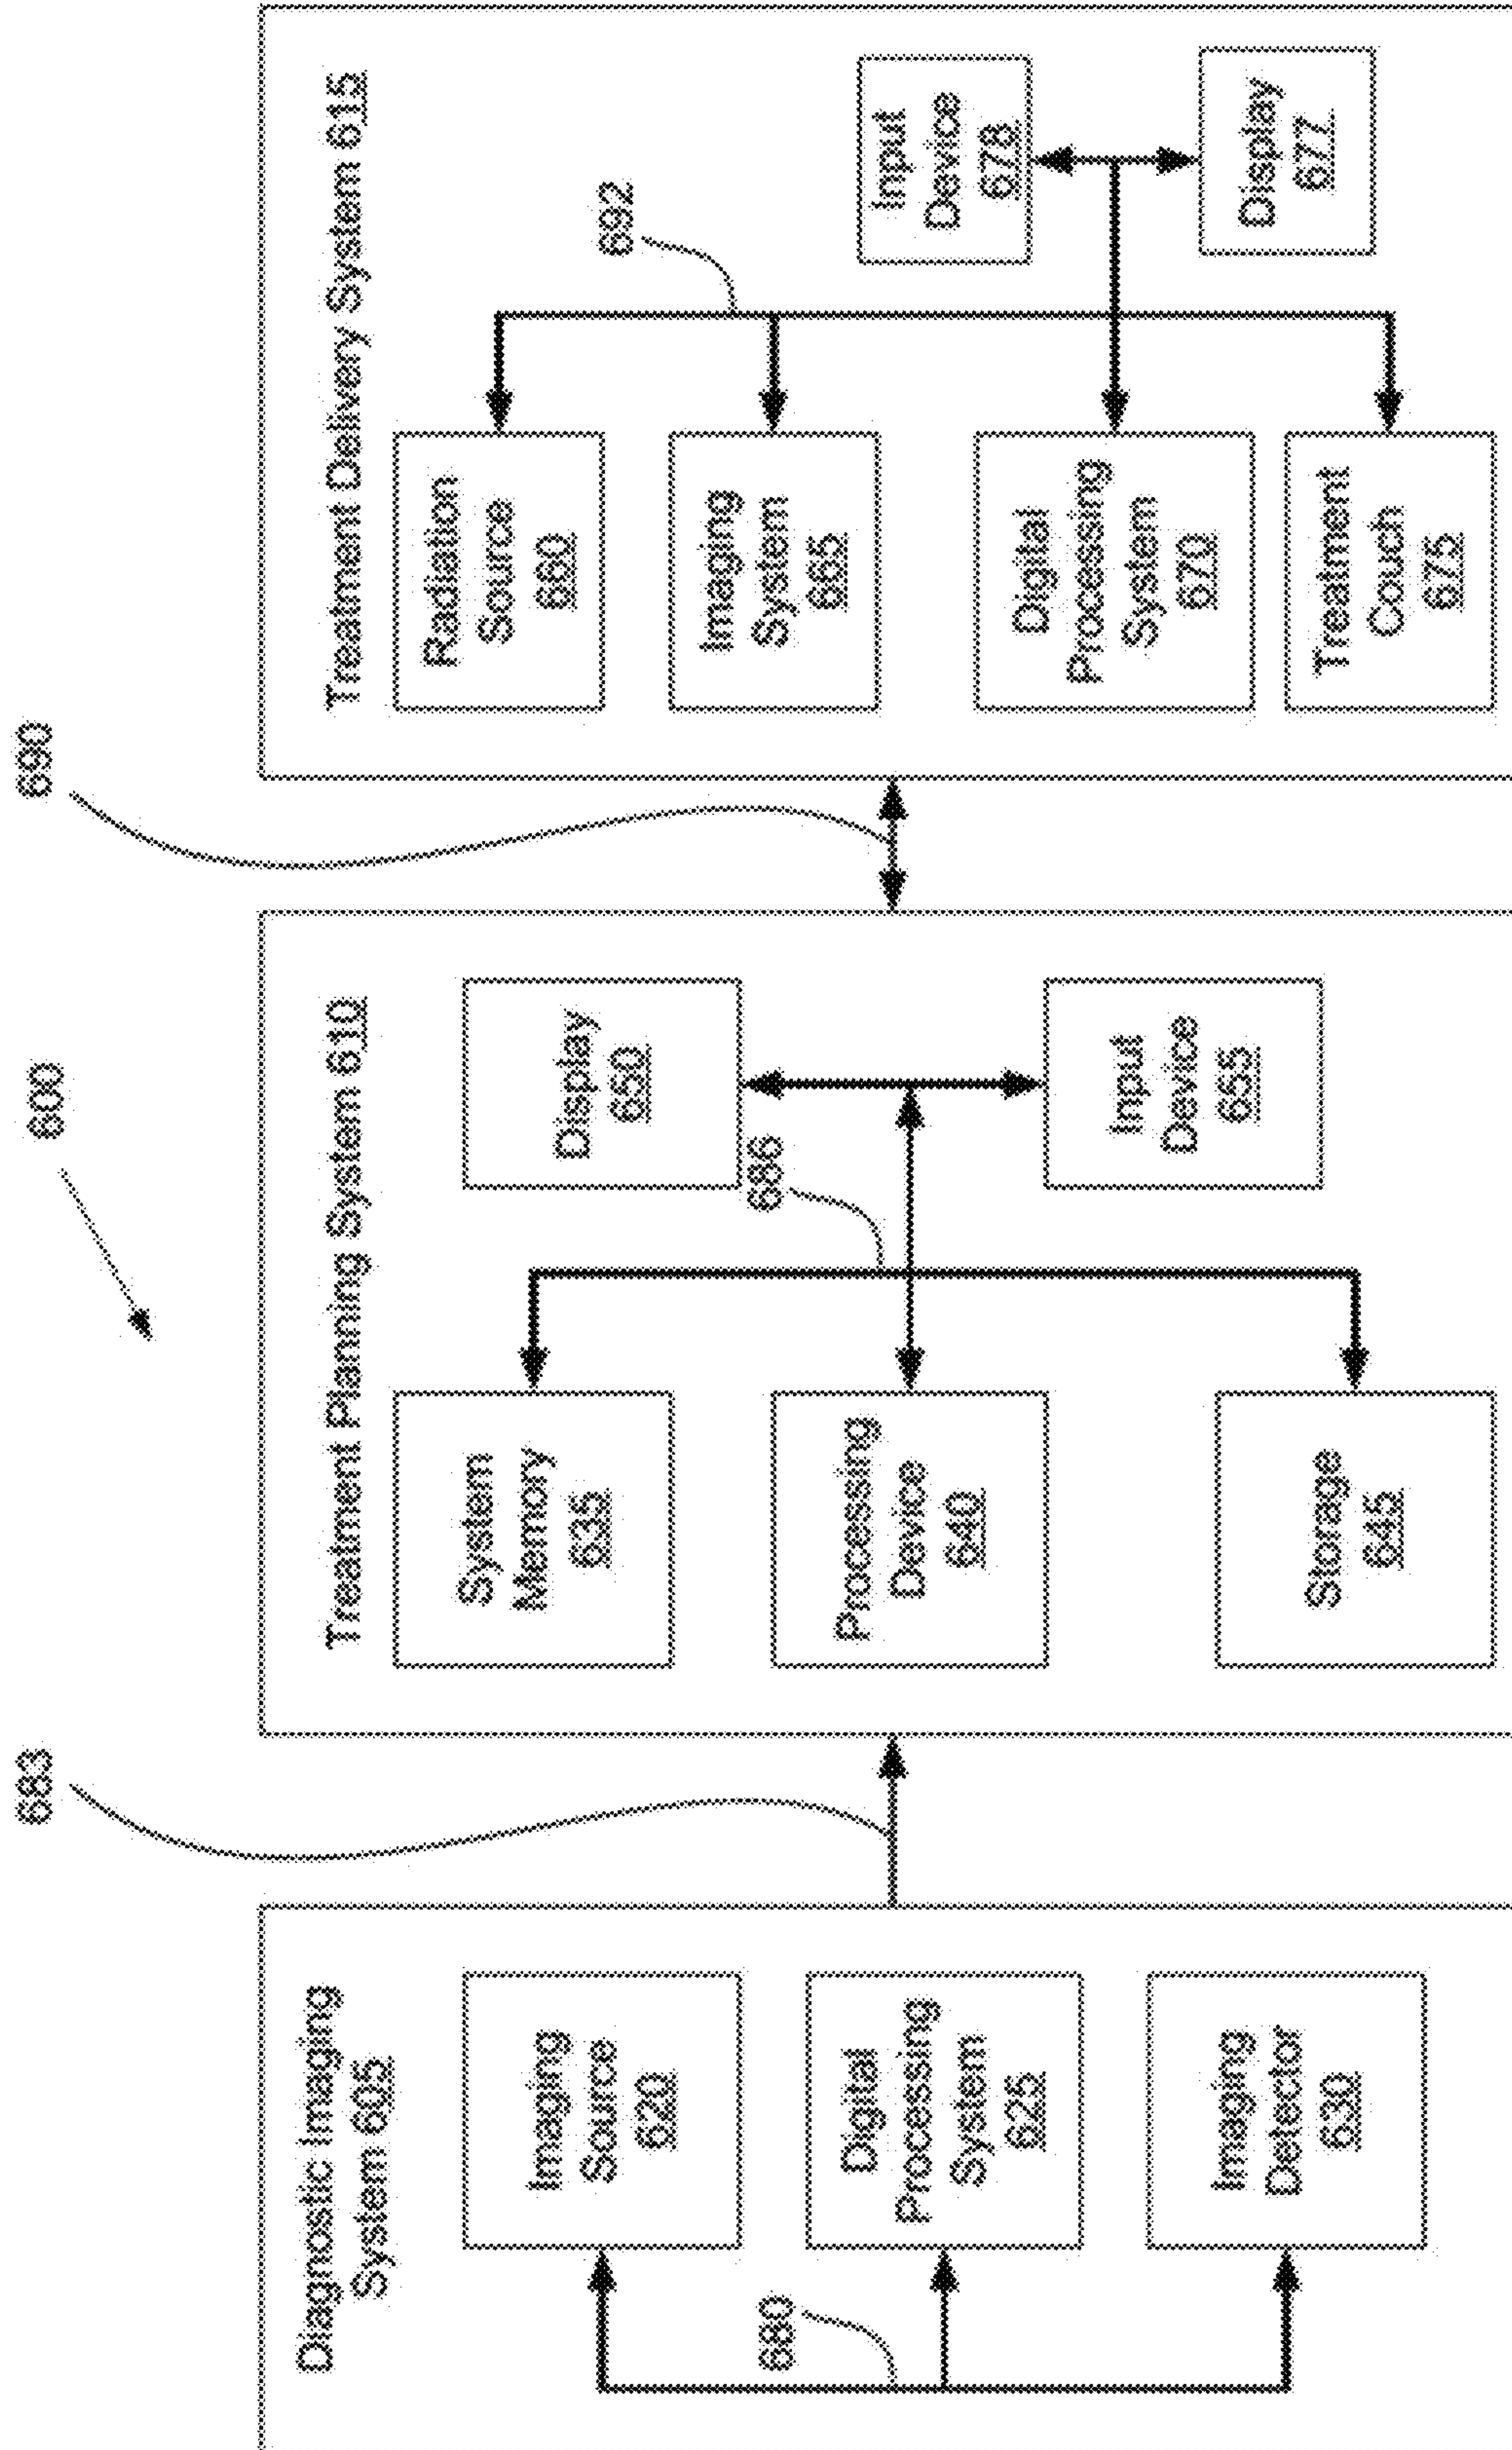 600
683
690
Diagnostic Imaging
System 605
Imaging
Source
620
Digital
Processing
System
625
Imaging
Detector
630
680
Treatment Planning System 610
System
Memory
635
Processing
Device
640
Storage
645
686
Display
650
Input
Device
655
Treatment Delivery System 615
Radiation
Source
660
Imaging
System
665
Digital
Processing
System
670
Treatment
Couch
675
692
Input
Device
678
Display
677